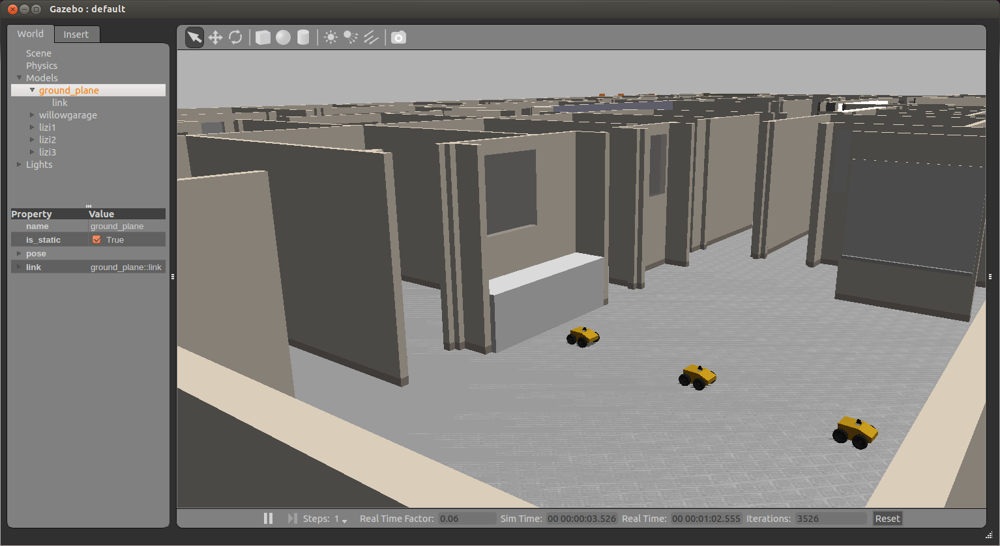 Gazebo : default
World Insert
Scene
Physics
Models
ground_plane
link
willowgarage
lizi1
lizi2
lizi3
Lights
Property Value
name ground_plane
is_static True
pose
link ground_plane::link
Steps: 1 Real Time Factor: 0.06 Sim Time: 00 00:00:03.526 Real Time: 00 00:01:02.555 Iterations: 3526 Reset